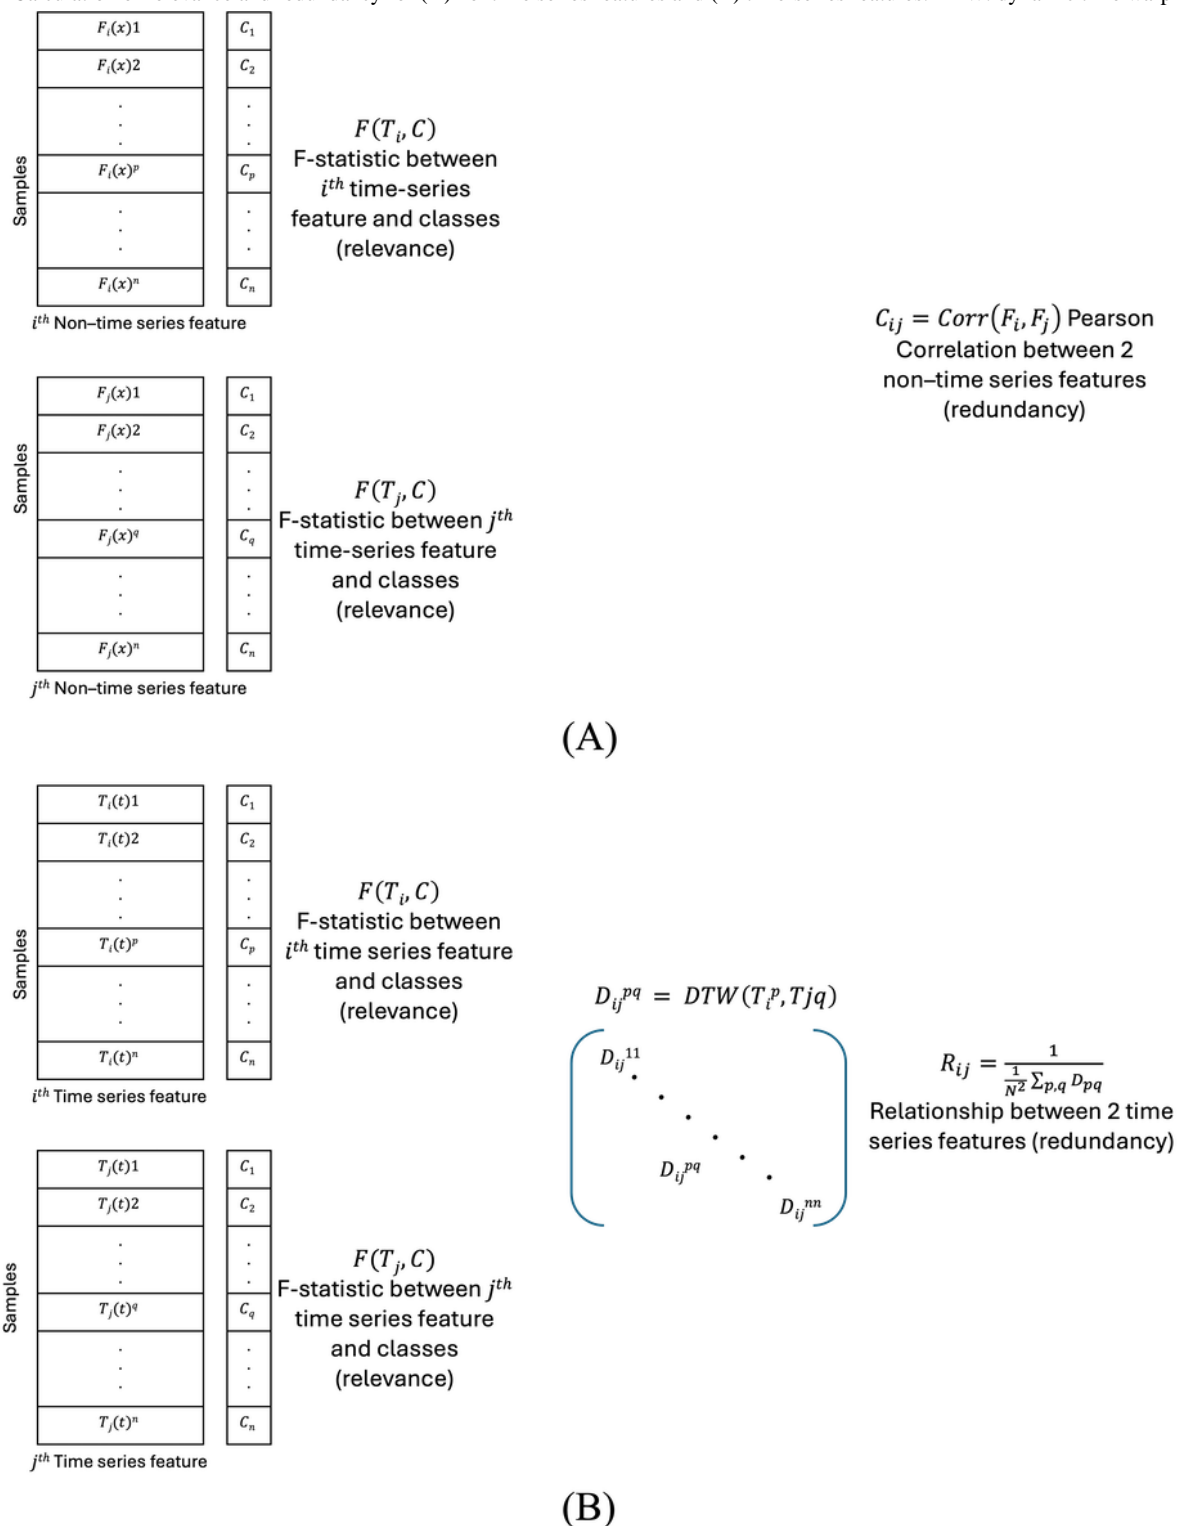 F_i(x)1 C_1
F_i(x)2 C_2
. .
. .
. .
F_i(x)^p C_p
. .
. .
. .
F_i(x)^n C_n
Samples
i^th Non–time series feature
F(T_i, C)
F-statistic between
i^th time-series
feature and classes
(relevance)
F_j(x)1 C_1
F_j(x)2 C_2
. .
. .
. .
F_j(x)^q C_q
. .
. .
. .
F_j(x)^n C_n
Samples
j^th Non–time series feature
F(T_j, C)
F-statistic between j^th
time-series feature
and classes
(relevance)
C_ij = Corr(F_i, F_j) Pearson
Correlation between 2
non–time series features
(redundancy)
(A)
T_i(t)1 C_1
T_i(t)2 C_2
. .
. .
. .
T_i(t)^p C_p
. .
. .
. .
T_i(t)^n C_n
Samples
i^th Time series feature
F(T_i, C)
F-statistic between
i^th time series feature
and classes
(relevance)
T_j(t)1 C_1
T_j(t)2 C_2
. .
. .
. .
T_j(t)^q C_q
. .
. .
. .
T_j(t)^n C_n
Samples
j^th Time series feature
F(T_j, C)
F-statistic between j^th
time series feature
and classes
(relevance)
D_ij^pq = DTW(T_i^p, Tjq)
D_ij^11
D_ij^pq
D_ij^nn
R_ij = 1 / (1/N^2 ∑_p,q D_pq)
Relationship between 2 time
series features (redundancy)
(B)